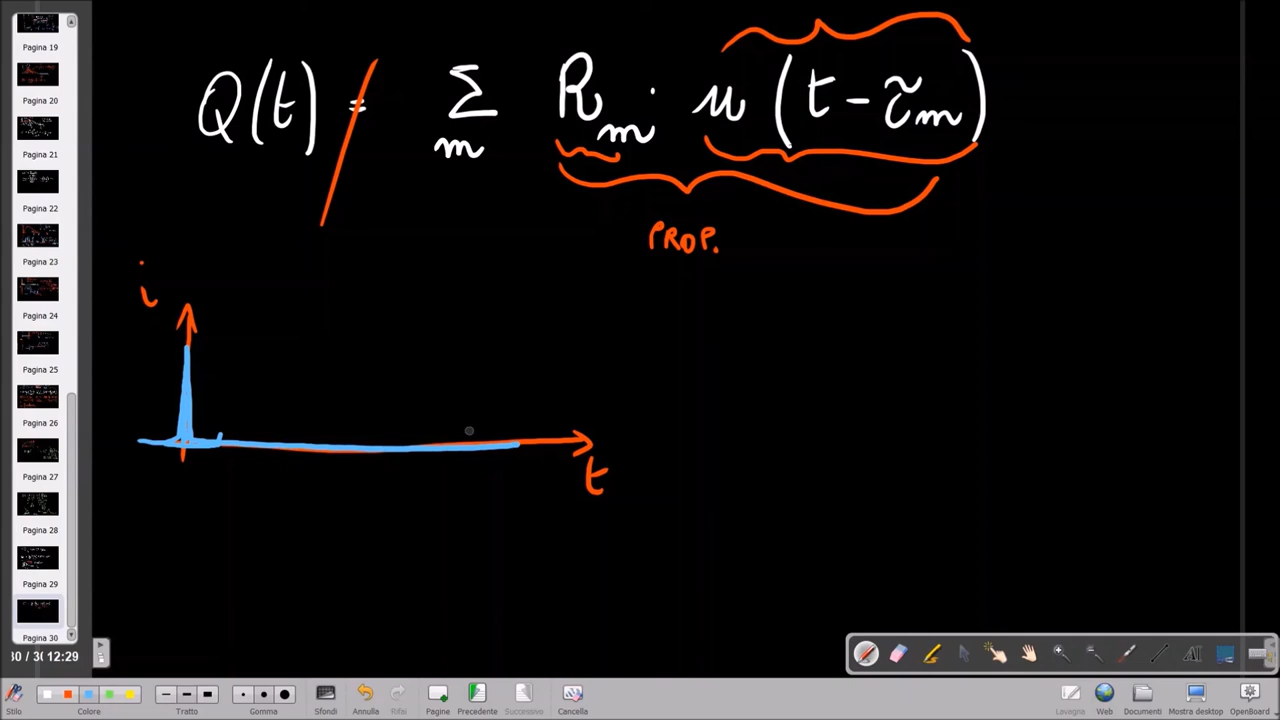 Pagina 19
Pagina 20
Pagina 21
Pagina 22
Pagina 23
Pagina 24
Pagina 25
Pagina 26
Pagina 27
Pagina 28
Pagina 29
Pagina 30
Q(t) = Σ_m R_m · u (t - τ_m)
PROP.
i
t
30 / 30 12:29
Stilo
Colore
Tratto
Gomma
Sfondi
Annulla
Rifai
Pagine
Precedente
Successivo
Cancella
Lavagna
Web
Documenti
Mostra desktop
OpenBoard